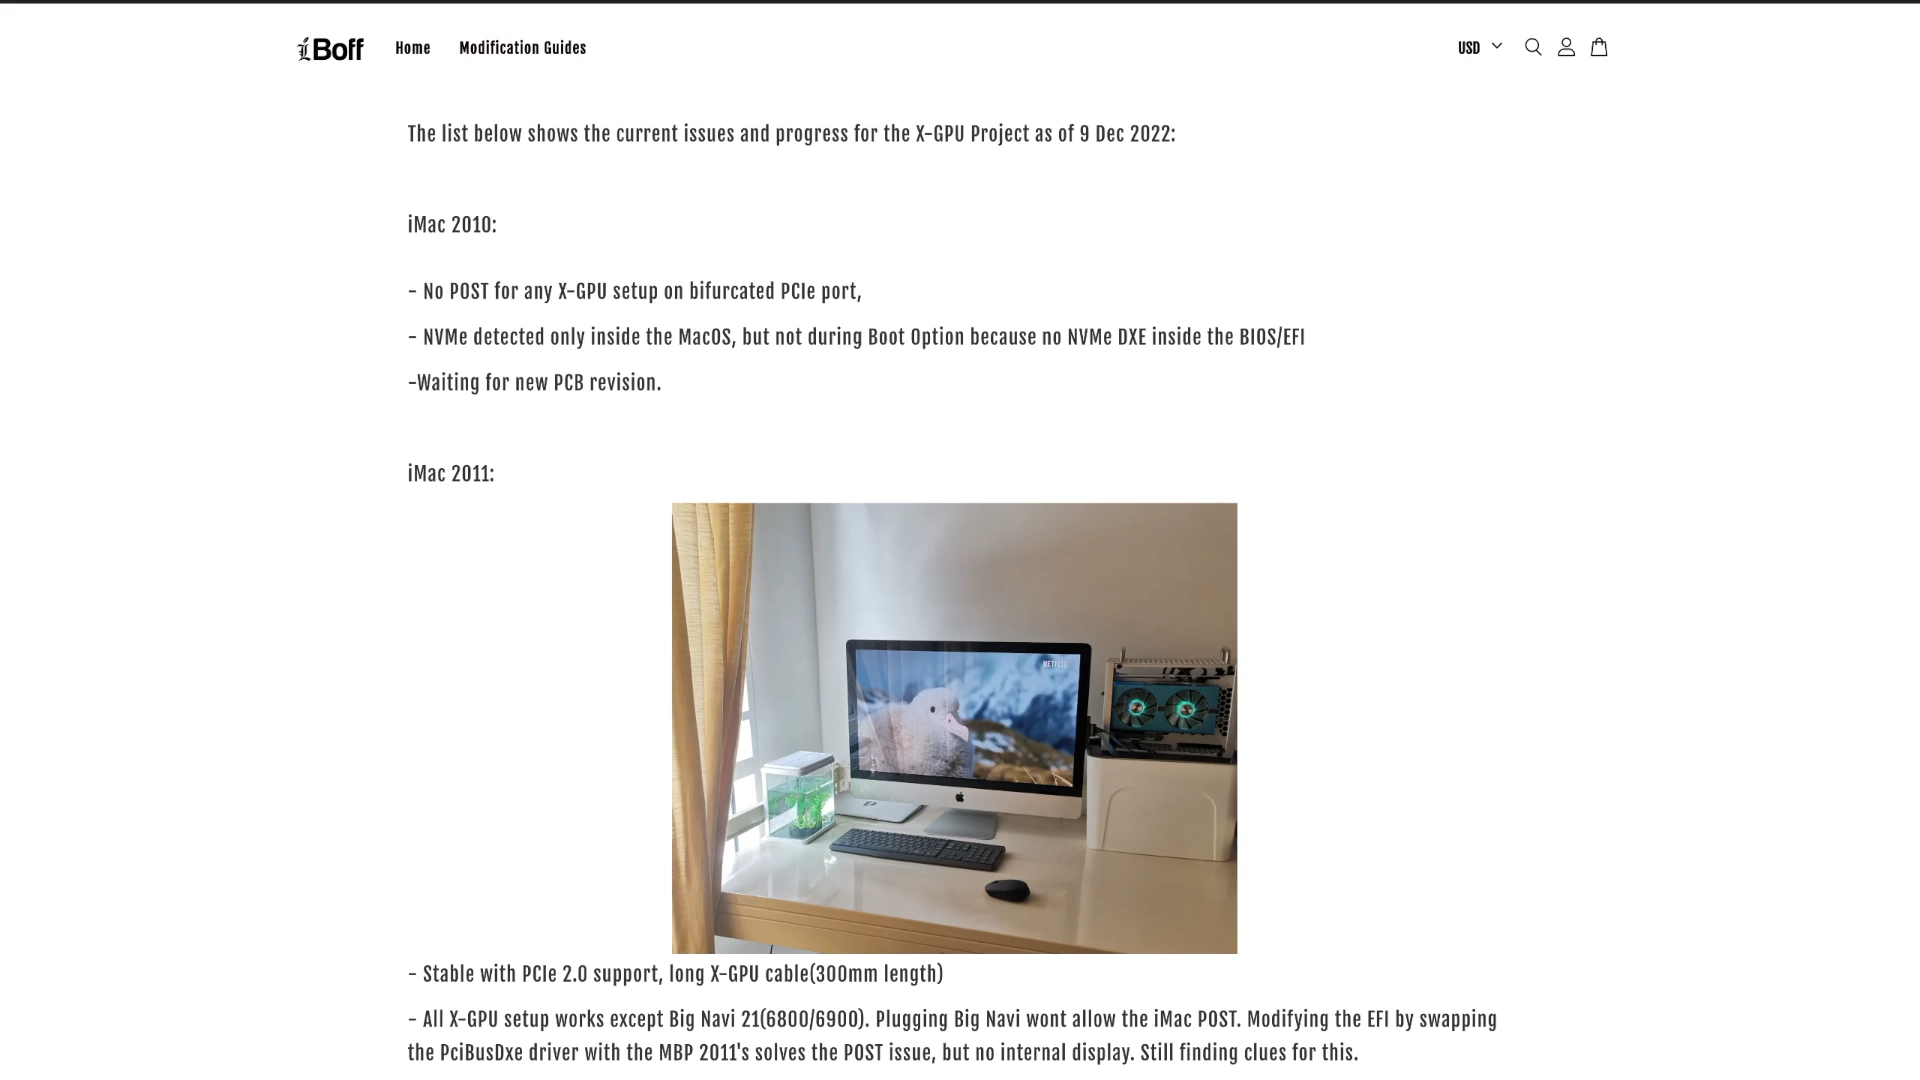 iBoff
Home
Modification Guides
USD
The list below shows the current issues and progress for the X-GPU Project as of 9 Dec 2022:
iMac 2010:
- No POST for any X-GPU setup on bifurcated PCIe port,
- NVMe detected only inside the MacOS, but not during Boot Option because no NVMe DXE inside the BIOS/EFI
-Waiting for new PCB revision.
iMac 2011:
NETFLIX
- Stable with PCIe 2.0 support, long X-GPU cable(300mm length)
- All X-GPU setup works except Big Navi 21(6800/6900). Plugging Big Navi wont allow the iMac POST. Modifying the EFI by swapping
the PciBusDxe driver with the MBP 2011's solves the POST issue, but no internal display. Still finding clues for this.